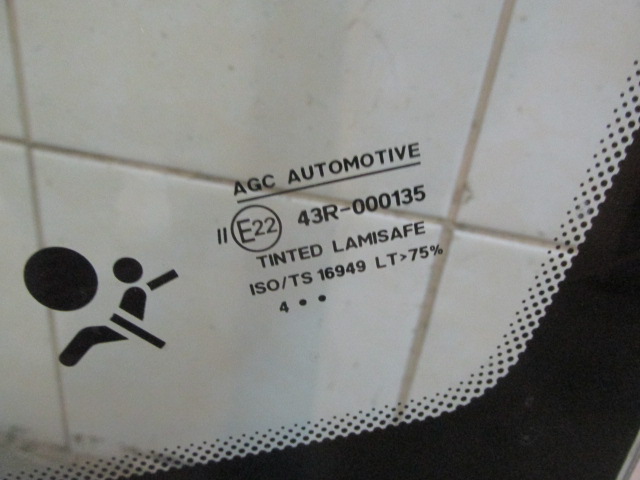 AGC AUTOMOTIVE
II E22 43R-000135
TINTED LAMISAFE
ISO/TS 16949 LT>75%
4 • •